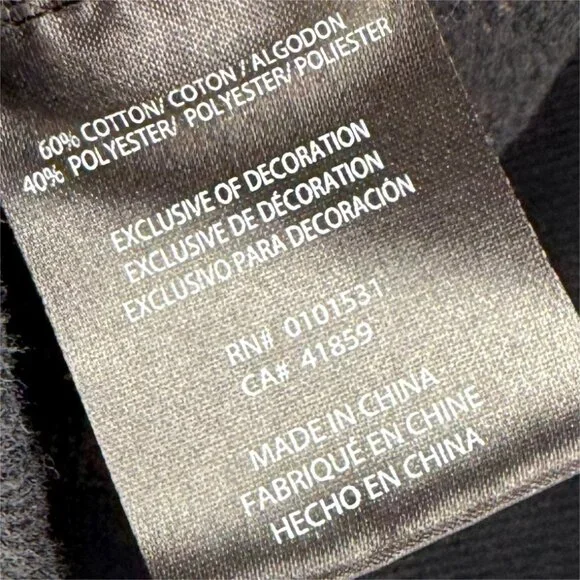 60% COTTON/ COTON / ALGODON
40% POLYESTER/ POLYESTER/ POLIESTER
EXCLUSIVE OF DECORATION
EXCLUSIVE DE DÉCORATION
EXCLUSIVO PARA DECORACIÓN
RN# 0101531
CA# 41859
MADE IN CHINA
FABRIQUÉ EN CHINE
HECHO EN CHINA